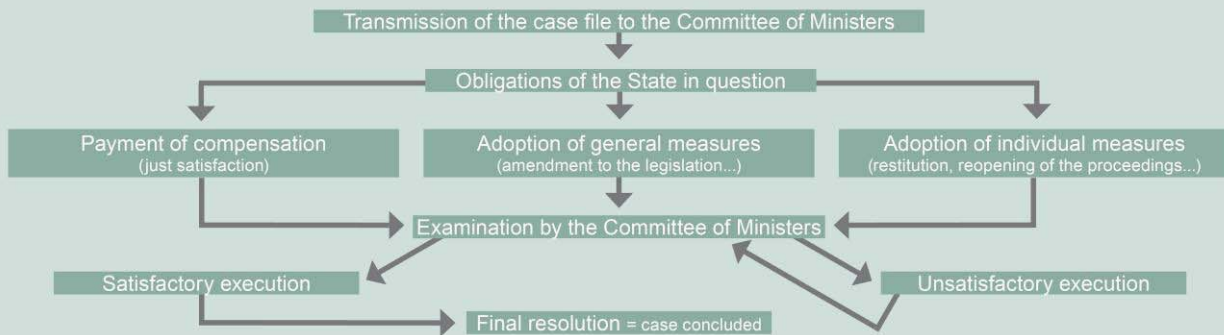 Transmission of the case file to the Committee of Ministers
Obligations of the State in question
Payment of compensation
(just satisfaction)
Adoption of general measures
(amendment to the legislation...)
Adoption of individual measures
(restitution, reopening of the proceedings...)
Examination by the Committee of Ministers
Satisfactory execution
Unsatisfactory execution
Final resolution = case concluded